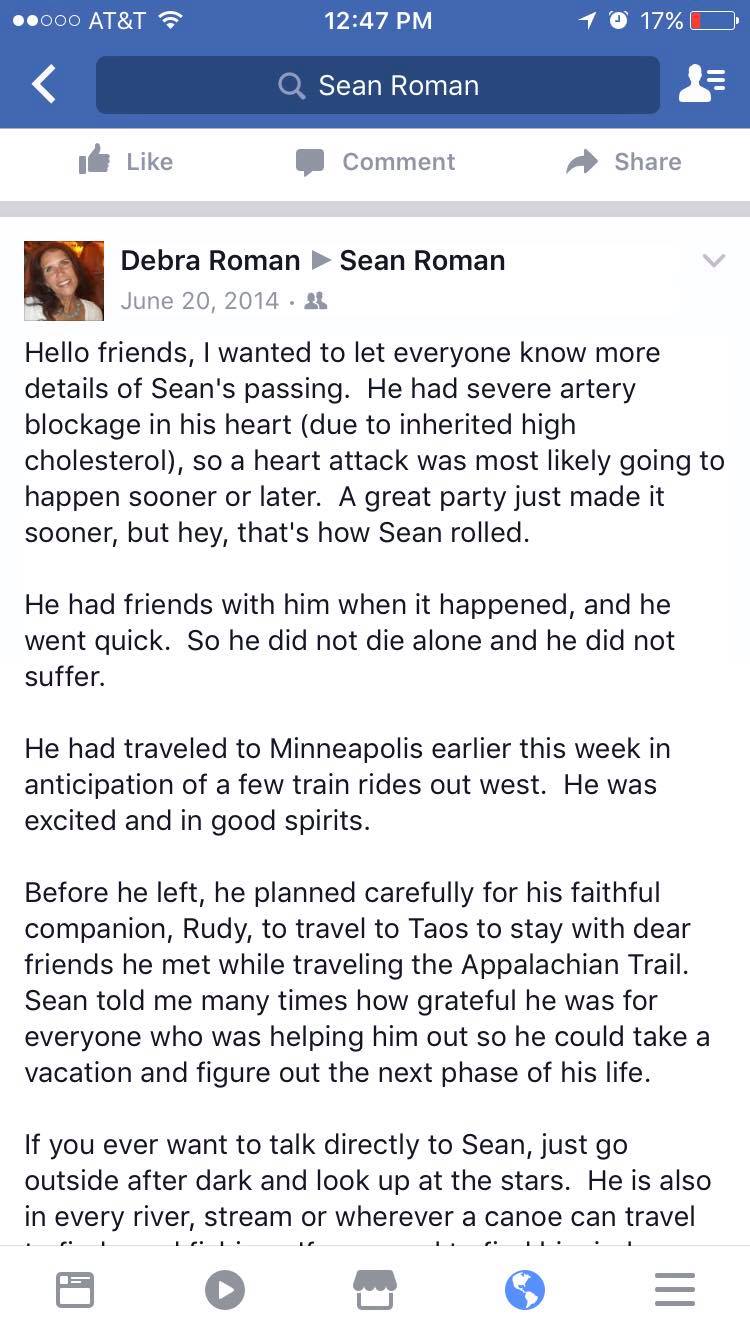 AT&T 12:47 PM 17%
Sean Roman
Like Comment Share
Debra Roman ▶ Sean Roman
June 20, 2014 ·
Hello friends, I wanted to let everyone know more
details of Sean's passing.  He had severe artery
blockage in his heart (due to inherited high
cholesterol), so a heart attack was most likely going to
happen sooner or later.  A great party just made it
sooner, but hey, that's how Sean rolled.
He had friends with him when it happened, and he
went quick.  So he did not die alone and he did not
suffer.
He had traveled to Minneapolis earlier this week in
anticipation of a few train rides out west.  He was
excited and in good spirits.
Before he left, he planned carefully for his faithful
companion, Rudy, to travel to Taos to stay with dear
friends he met while traveling the Appalachian Trail.
Sean told me many times how grateful he was for
everyone who was helping him out so he could take a
vacation and figure out the next phase of his life.
If you ever want to talk directly to Sean, just go
outside after dark and look up at the stars.  He is also
in every river, stream or wherever a canoe can travel